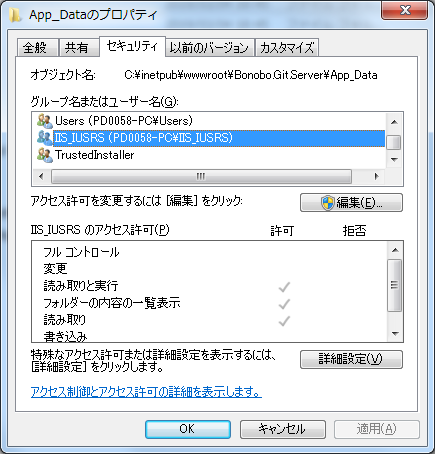 App_Dataのプロパティ
全般 共有 セキュリティ 以前のバージョン カスタマイズ
オブジェクト名: C:¥inetpub¥wwwroot¥Bonobo.Git.Server¥App_Data
グループ名またはユーザー名(G):
Users (PD0058-PC¥Users)
IIS_IUSRS (PD0058-PC¥IIS_IUSRS)
TrustedInstaller
アクセス許可を変更するには [編集] をクリック:
編集(E)...
IIS_IUSRS のアクセス許可(P) 許可 拒否
フル コントロール
変更
読み取りと実行
フォルダーの内容の一覧表示
読み取り
書き込み
特殊なアクセス許可または詳細設定を表示するには、
[詳細設定] をクリックします。
詳細設定(V)
アクセス制御とアクセス許可の詳細を表示します。
OK キャンセル 適用(A)